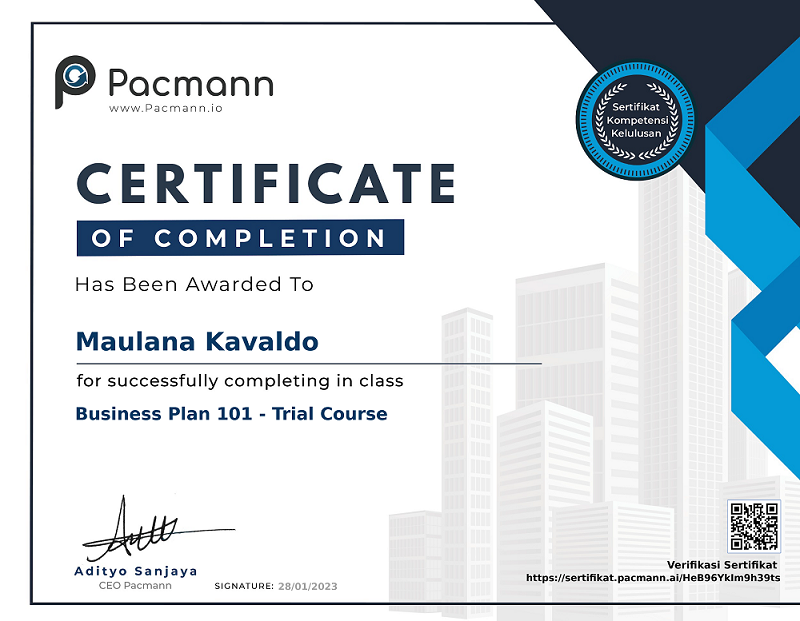 Pacmann
www.Pacmann.io
Sertifikat
Kompetensi
Kelulusan
CERTIFICATE
OF COMPLETION
Has Been Awarded To
Maulana Kavaldo
for successfully completing in class
Business Plan 101 - Trial Course
Adityo Sanjaya
CEO Pacmann
SIGNATURE: 28/01/2023
Verifikasi Sertifikat
https://sertifikat.pacmann.ai/HeB96YkIm9h39ts